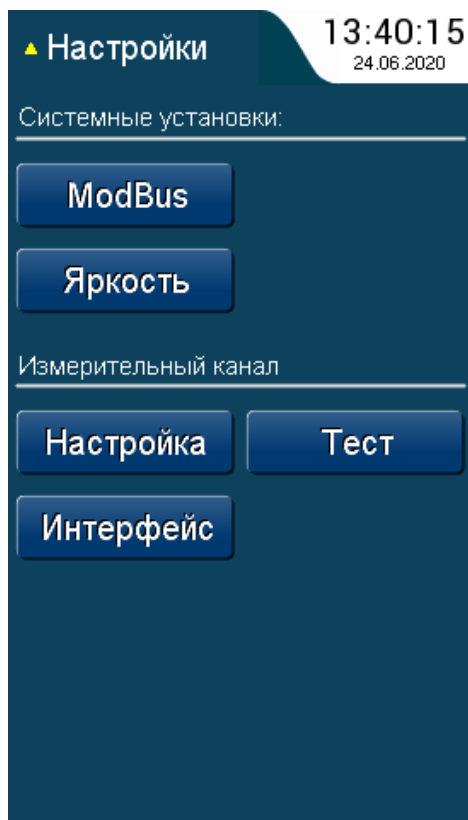 Настройки
13:40:15
24.06.2020
Системные установки:
ModBus
Яркость
Измерительный канал
Настройка
Тест
Интерфейс